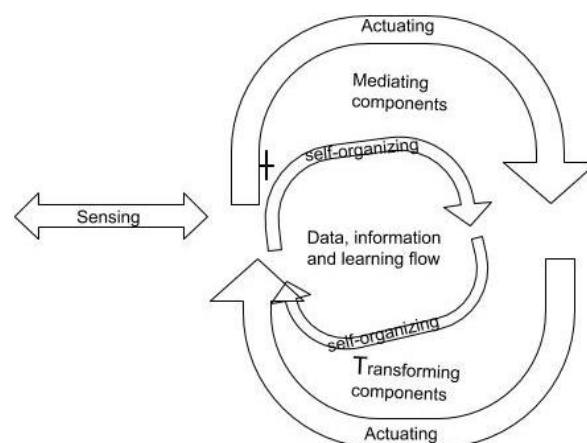 Actuating
Mediating
components
self-organizing
Sensing
Data, information
and learning flow
self-organizing
Transforming
components
Actuating